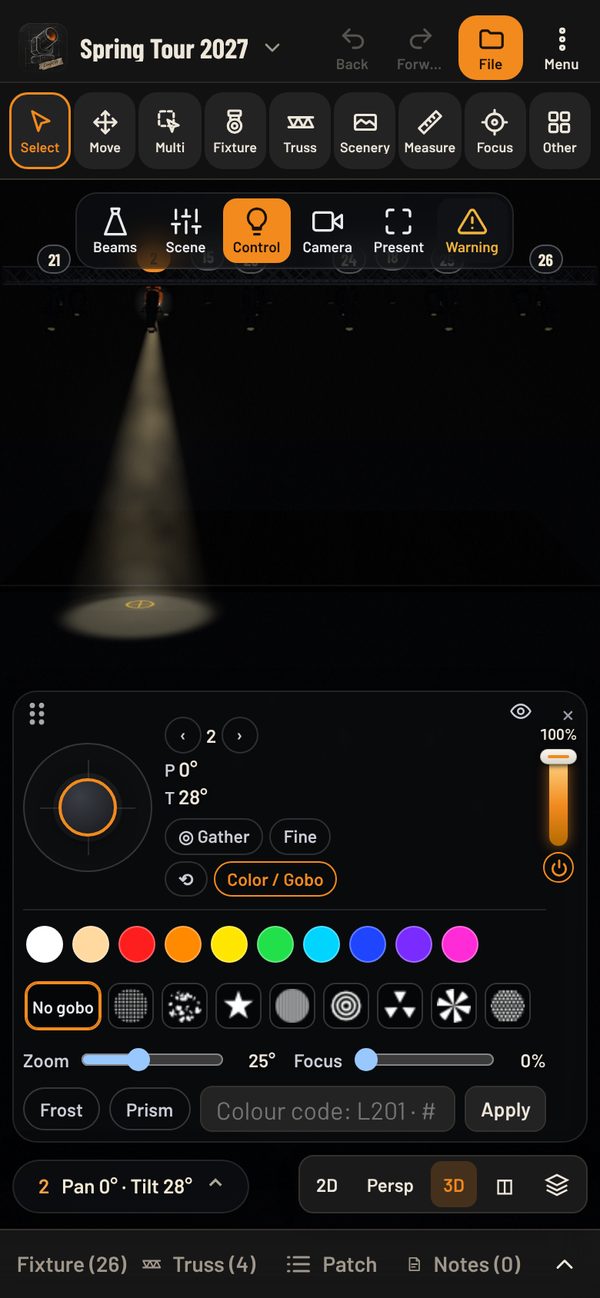 Spring Tour 2027
Back
Forw...
File
Menu
Select
Move
Multi
Fixture
Truss
Scenery
Measure
Focus
Other
Beams
Scene
Control
Camera
Present
Warning
21
2
15
24
18
26
‹ 2 ›
100%
P 0°
T 28°
Gather
Fine
Color / Gobo
No gobo
Zoom
25°
Focus
0%
Frost
Prism
Colour code: L201 · #
Apply
2 Pan 0° · Tilt 28°
2D
Persp
3D
Fixture (26)
Truss (4)
Patch
Notes (0)